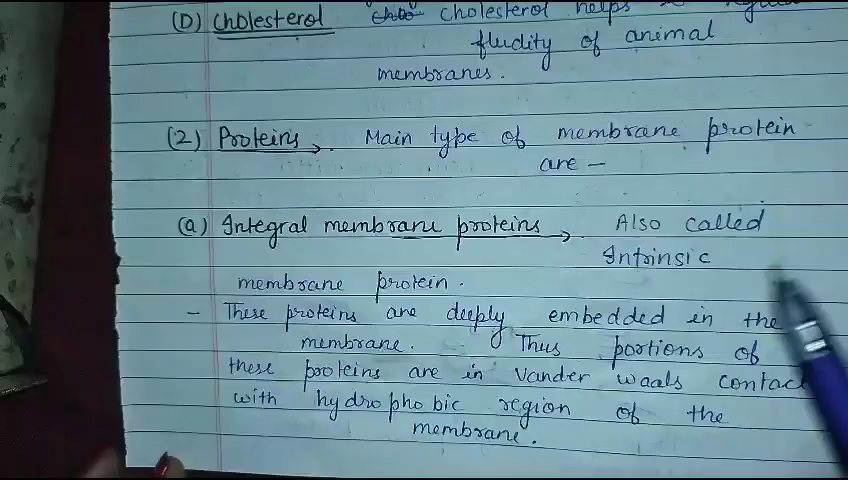 (D) Cholesterol "choo" cholesterol helps
fludity of animal
membranes.
(2) Proteins → Main type of membrane protein
are -
(a) Integral membrane proteins → Also called
Intrinsic
membrane protein.
- These proteins are deeply embedded in the
membrane. Thus portions of
these proteins are in Vander waals contact
with hydrophobic region of the
membrane.